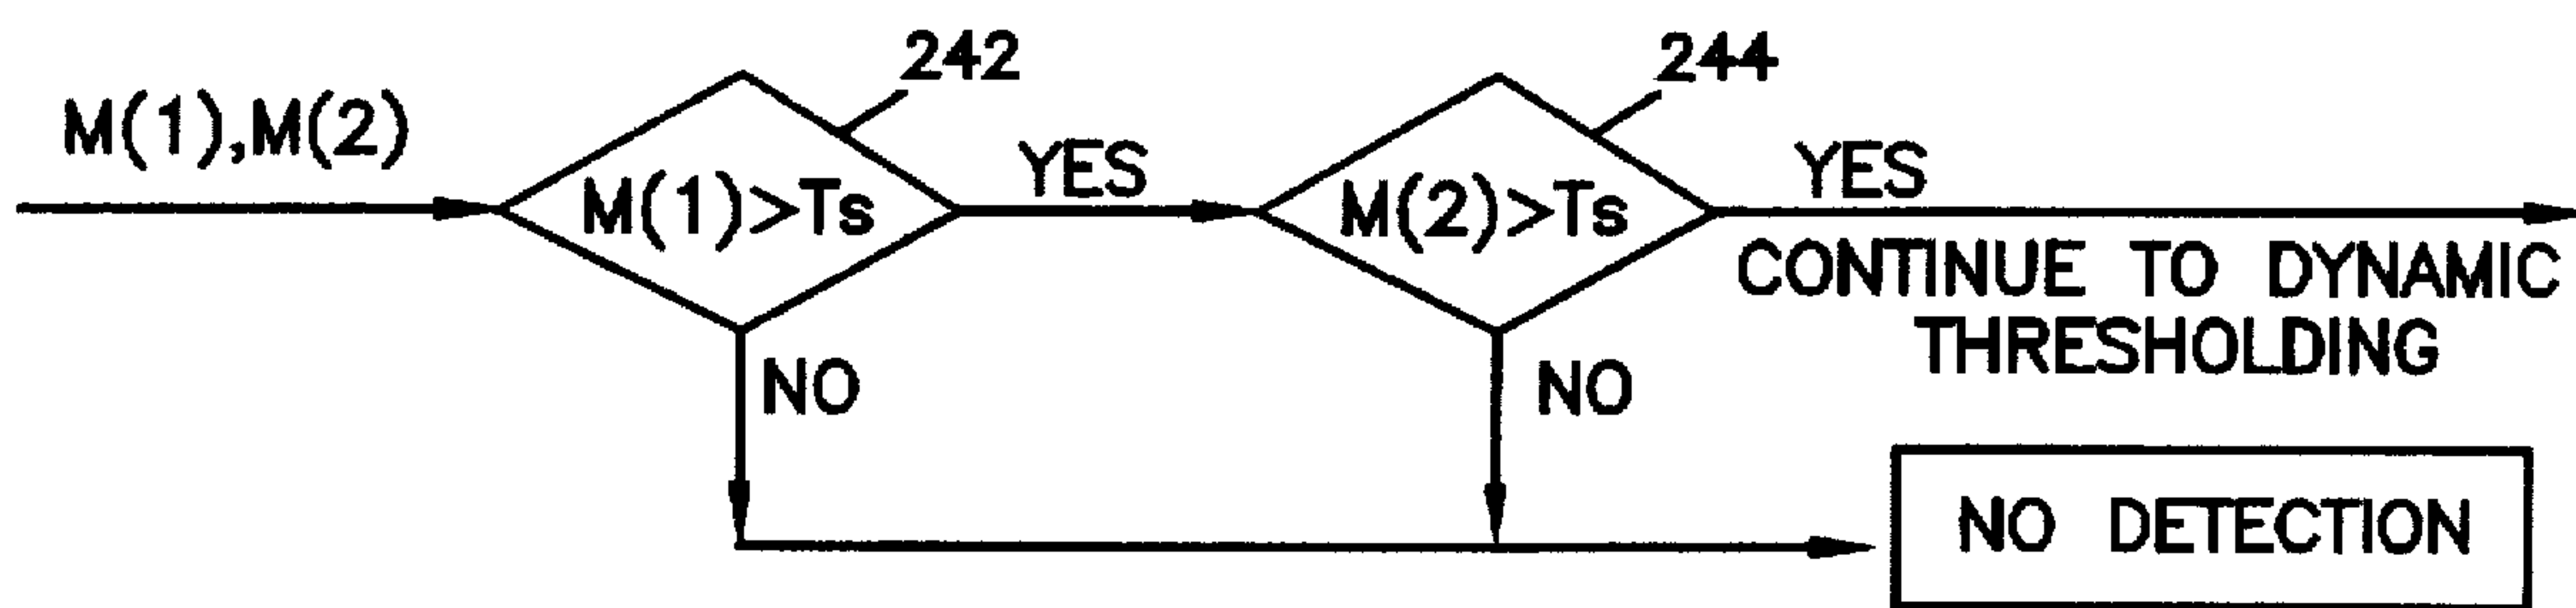 242
244
M(1),M(2)
YES
YES
M(1)>Ts
M(2)>Ts
CONTINUE TO DYNAMIC
THRESHOLDING
NO
NO
NO DETECTION